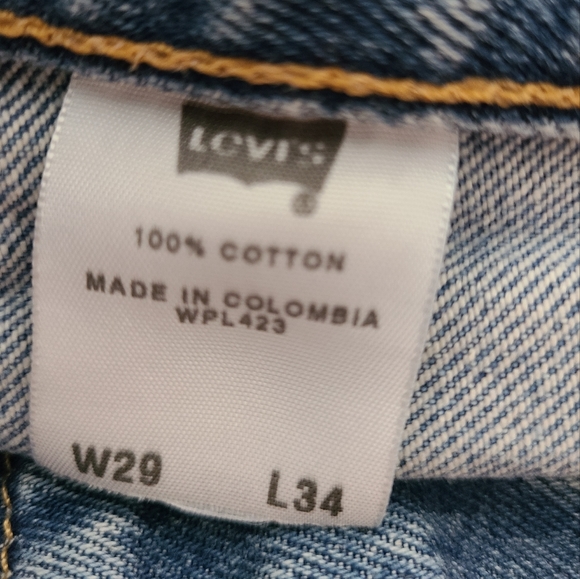 Levi's®
100% COTTON
MADE IN COLOMBIA
WPL423
W29 L34